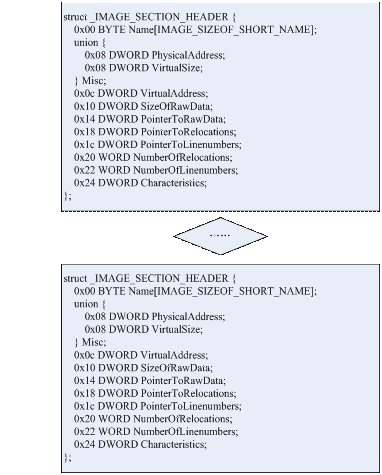 struct _IMAGE_SECTION_HEADER {
0x00 BYTE Name[IMAGE_SIZEOF_SHORT_NAME];
union {
0x08 DWORD PhysicalAddress;
0x08 DWORD VirtualSize;
} Misc;
0x0c DWORD VirtualAddress;
0x10 DWORD SizeOfRawData;
0x14 DWORD PointerToRawData;
0x18 DWORD PointerToRelocations;
0x1c DWORD PointerToLinenumbers;
0x20 WORD NumberOfRelocations;
0x22 WORD NumberOfLinenumbers;
0x24 DWORD Characteristics;
};
......
struct _IMAGE_SECTION_HEADER {
0x00 BYTE Name[IMAGE_SIZEOF_SHORT_NAME];
union {
0x08 DWORD PhysicalAddress;
0x08 DWORD VirtualSize;
} Misc;
0x0c DWORD VirtualAddress;
0x10 DWORD SizeOfRawData;
0x14 DWORD PointerToRawData;
0x18 DWORD PointerToRelocations;
0x1c DWORD PointerToLinenumbers;
0x20 WORD NumberOfRelocations;
0x22 WORD NumberOfLinenumbers;
0x24 DWORD Characteristics;
};